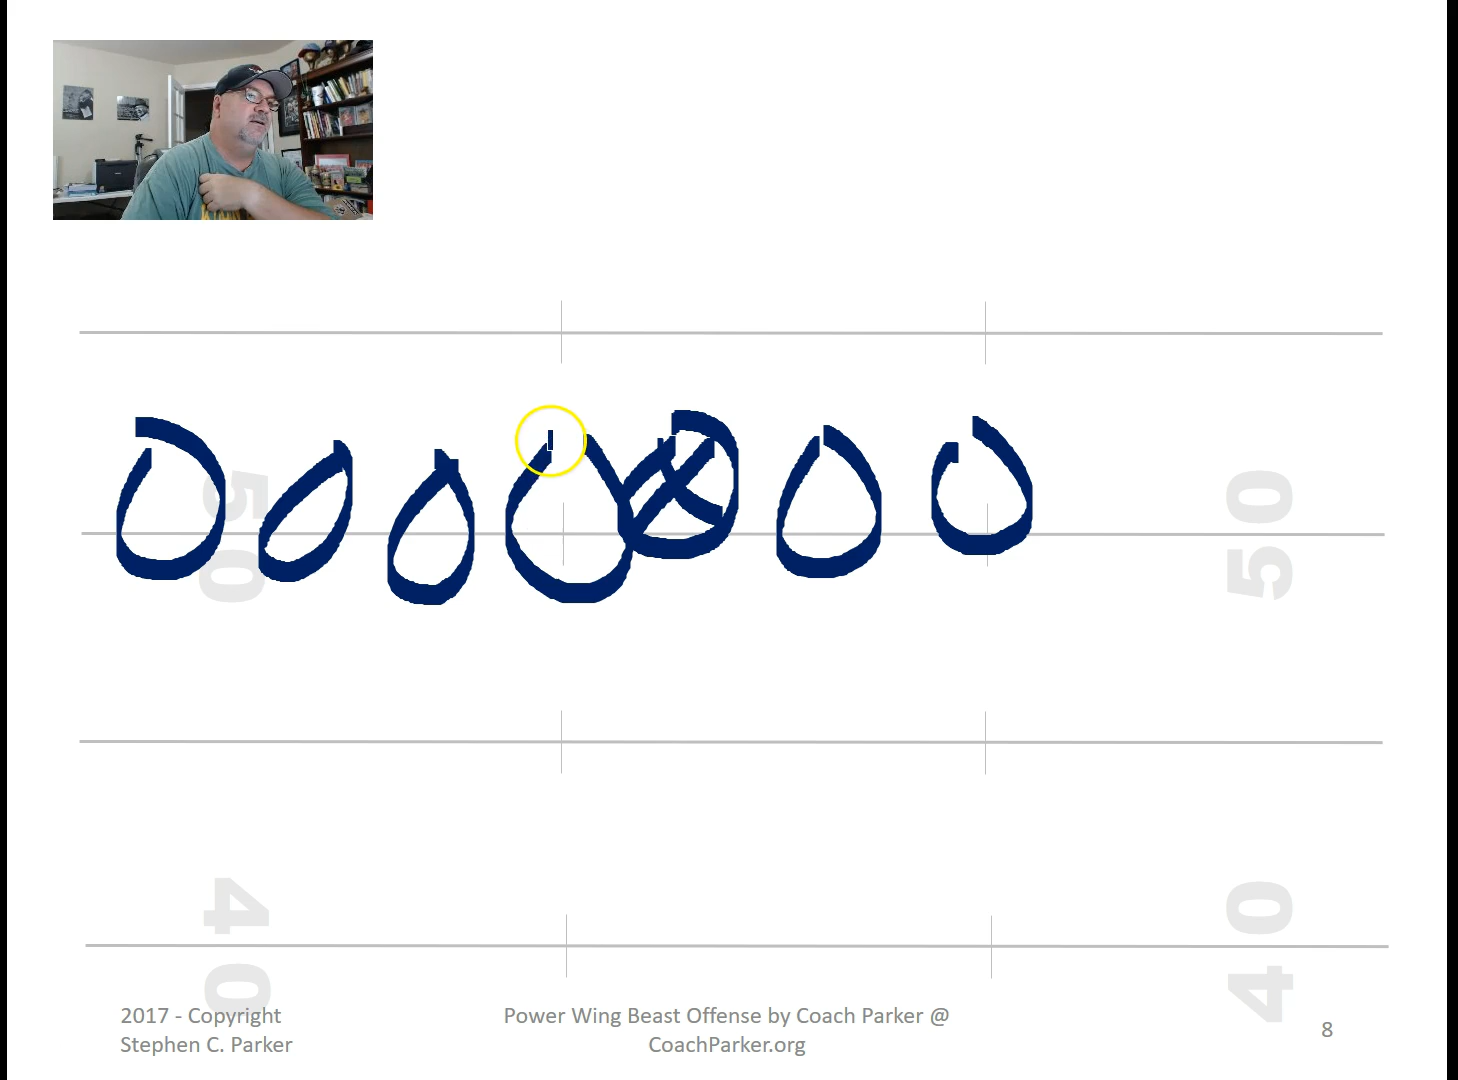 50
50
40
40
2017 - Copyright
Stephen C. Parker
Power Wing Beast Offense by Coach Parker @
CoachParker.org
8